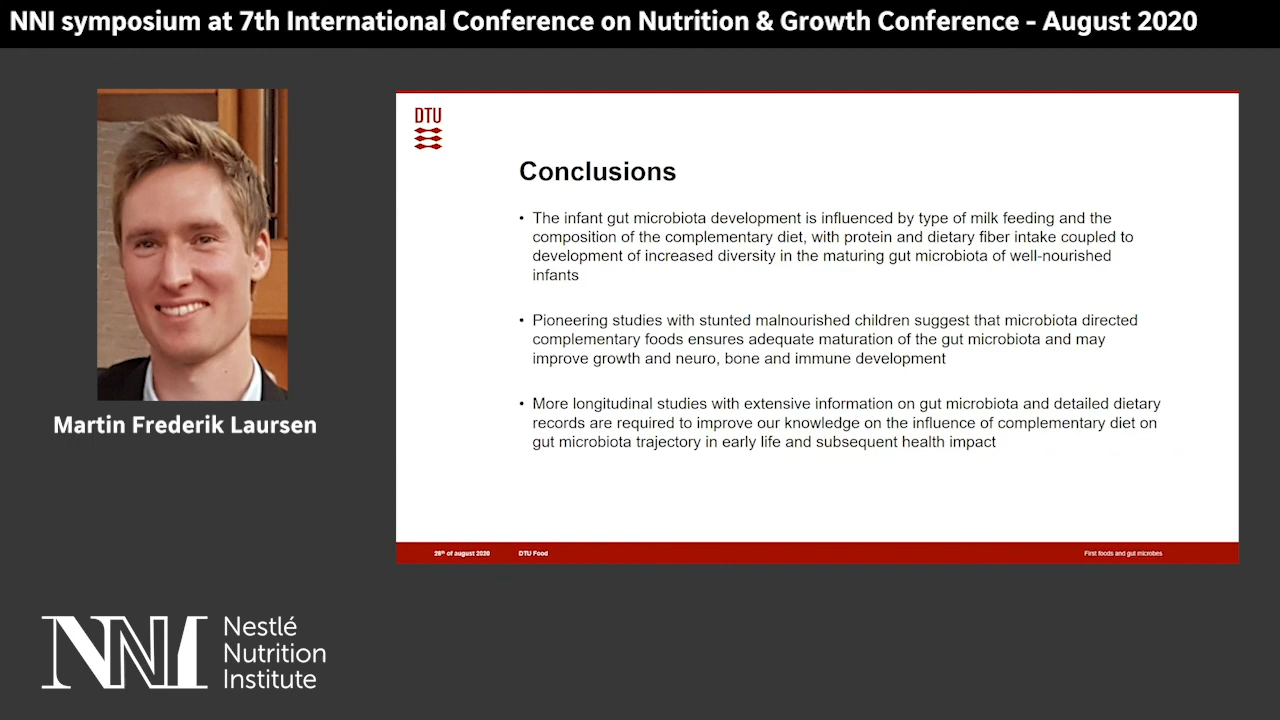 NNI symposium at 7th International Conference on Nutrition & Growth Conference - August 2020
DTU
Conclusions
• The infant gut microbiota development is influenced by type of milk feeding and the
composition of the complementary diet, with protein and dietary fiber intake coupled to
development of increased diversity in the maturing gut microbiota of well-nourished
infants
• Pioneering studies with stunted malnourished children suggest that microbiota directed
complementary foods ensures adequate maturation of the gut microbiota and may
improve growth and neuro, bone and immune development
• More longitudinal studies with extensive information on gut microbiota and detailed dietary
records are required to improve our knowledge on the influence of complementary diet on
gut microbiota trajectory in early life and subsequent health impact
Martin Frederik Laursen
28th of august 2020 DTU Food First foods and gut microbes
NNI
Nestlé
Nutrition
Institute